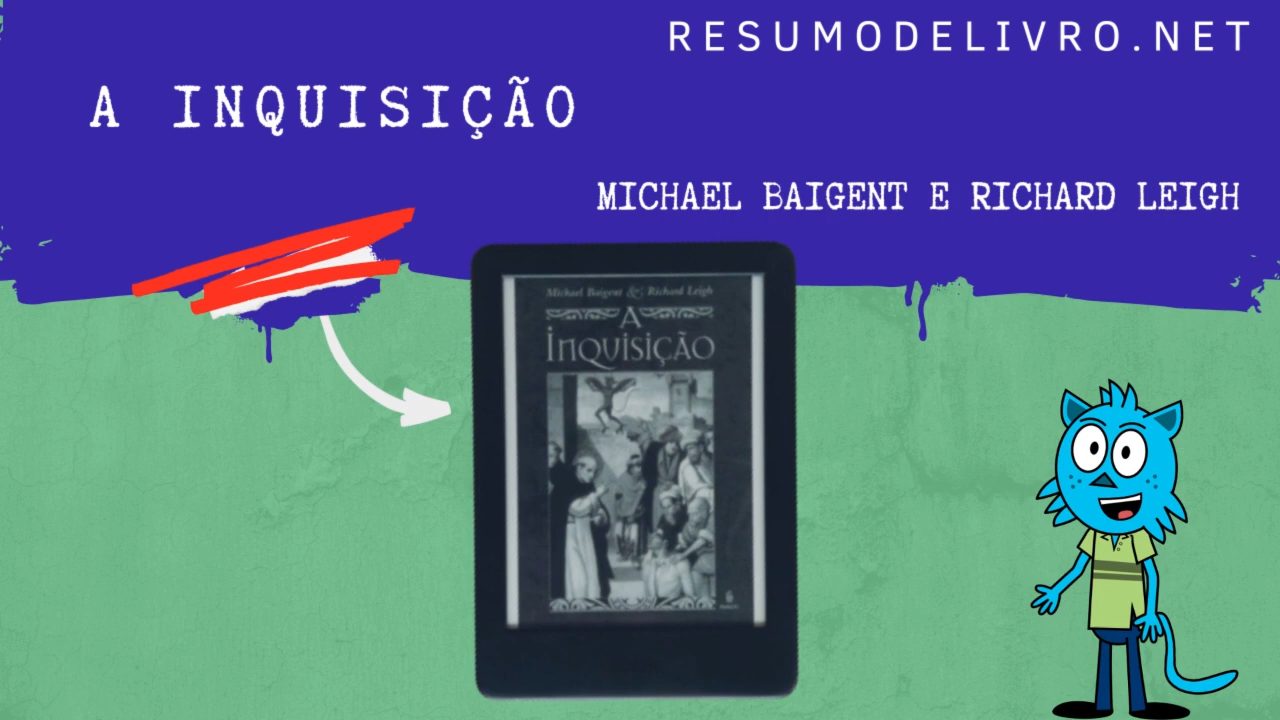 RESUMODELIVRO.NET
A INQUISIÇÃO
MICHAEL BAIGENT E RICHARD LEIGH
Michael Baigent & Richard Leigh
A
INQUISIÇÃO